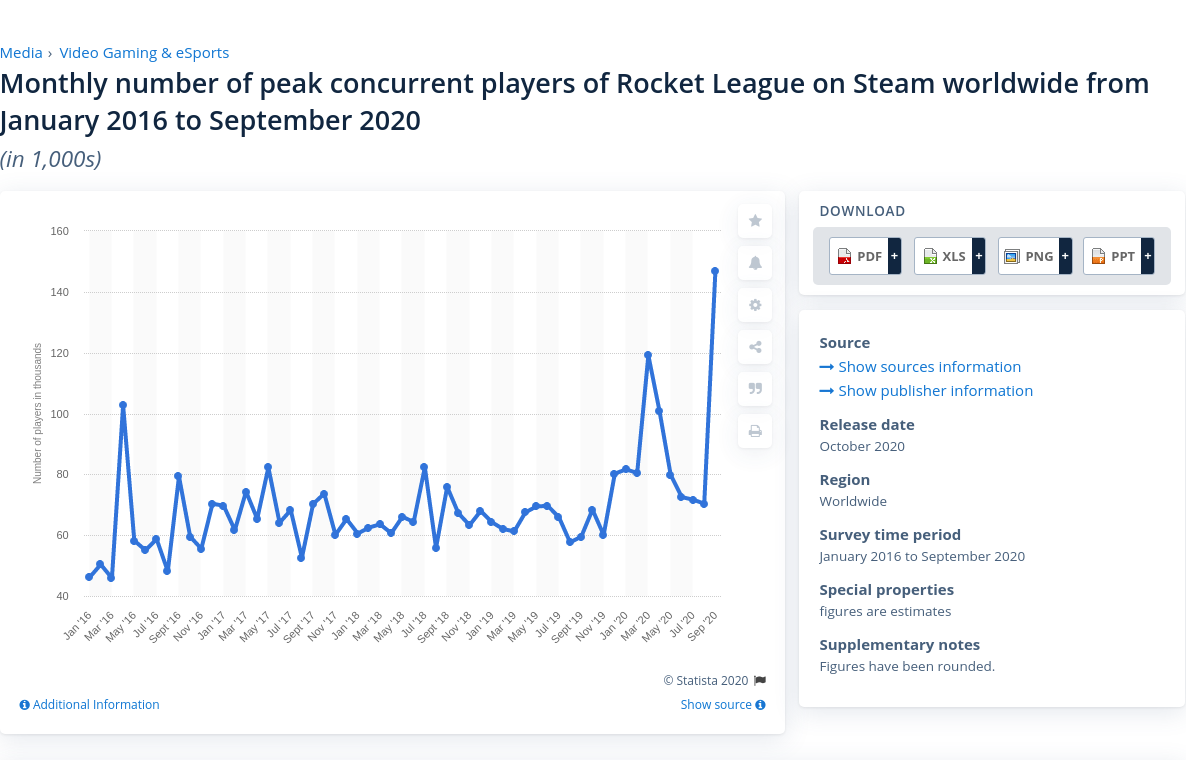 Media › Video Gaming & eSports
Monthly number of peak concurrent players of Rocket League on Steam worldwide from
January 2016 to September 2020
(in 1,000s)
Number of players in thousands
160
140
120
100
80
60
40
Jan '16
Mar '16
May '16
Jul '16
Sept '16
Nov '16
Jan '17
Mar '17
May '17
Jul '17
Sept '17
Nov '17
Jan '18
Mar '18
May '18
Jul '18
Sept '18
Nov '18
Jan '19
Mar '19
May '19
Jul '19
Sept '19
Nov '19
Jan '20
Mar '20
May '20
Jul '20
Sep '20
© Statista 2020
Additional Information
Show source
DOWNLOAD
PDF + XLS + PNG + PPT +
Source
Show sources information
Show publisher information
Release date
October 2020
Region
Worldwide
Survey time period
January 2016 to September 2020
Special properties
figures are estimates
Supplementary notes
Figures have been rounded.